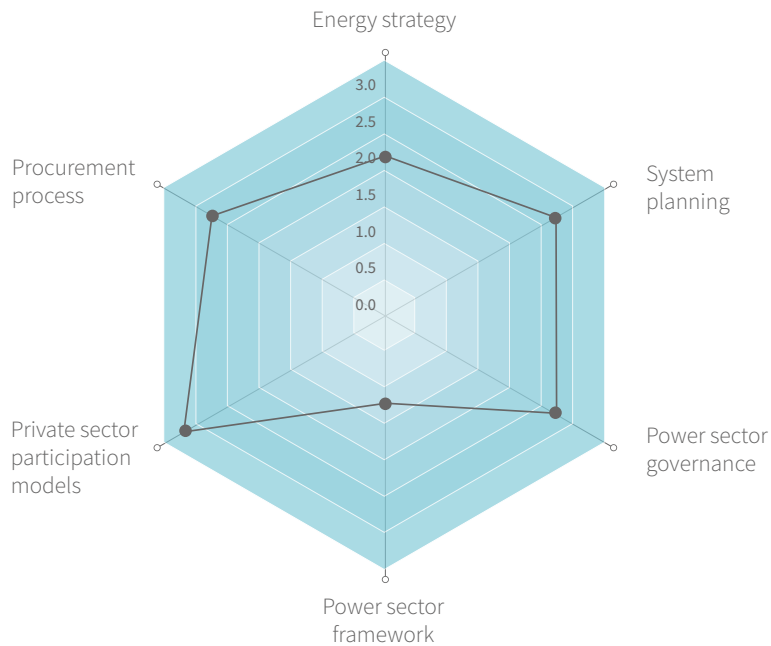 Energy strategy
3.0
2.5
2.0
1.5
1.0
0.5
0.0
Procurement
process
System
planning
Private sector
participation
models
Power sector
governance
Power sector
framework